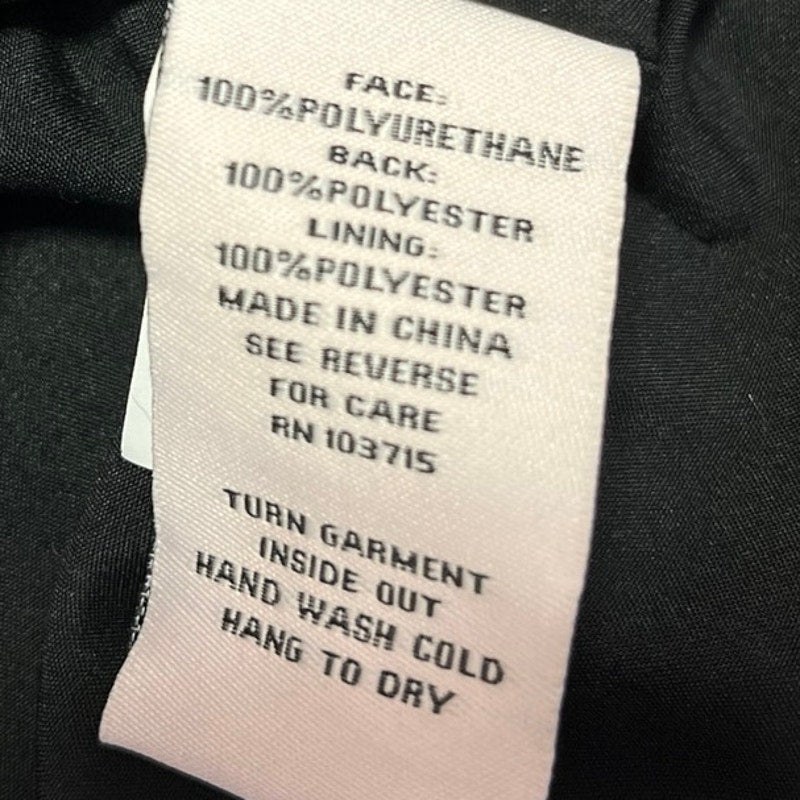 FACE:
100%POLYURETHANE
BACK:
100%POLYESTER
LINING:
100%POLYESTER
MADE IN CHINA
SEE REVERSE
FOR CARE
RN 103715
TURN GARMENT
INSIDE OUT
HAND WASH COLD
HANG TO DRY